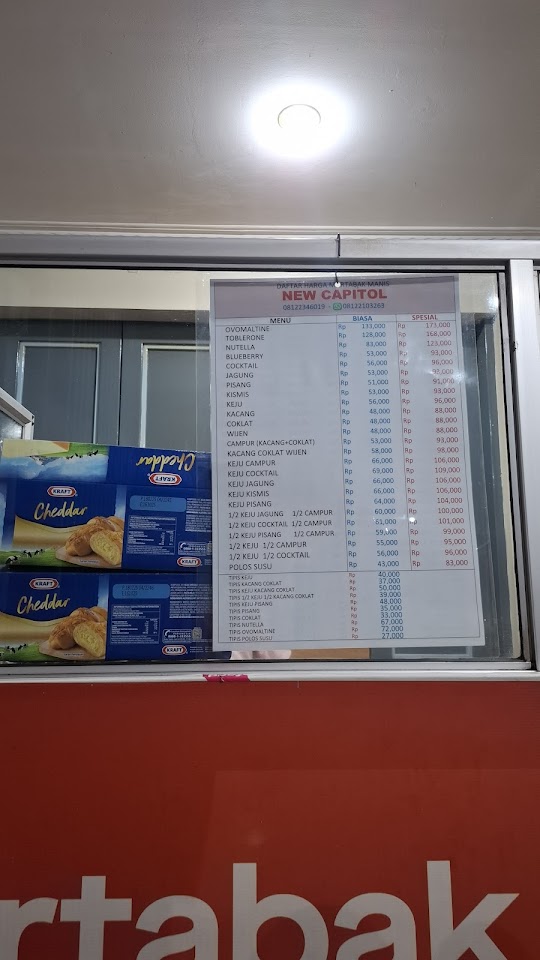 DAFTAR HARGA MARTABAK MANIS
NEW CAPITOL
08122346019 - 08122103263
MENU BIASA SPESIAL
OVOMALTINE Rp 133,000 Rp 173,000
TOBLERONE Rp 128,000 Rp 168,000
NUTELLA Rp 83,000 Rp 123,000
BLUEBERRY Rp 53,000 Rp 93,000
COCKTAIL Rp 56,000 Rp 96,000
JAGUNG Rp 53,000 Rp 93,000
PISANG Rp 51,000 Rp 91,000
KISMIS Rp 53,000 Rp 93,000
KEJU Rp 56,000 Rp 96,000
KACANG Rp 48,000 Rp 88,000
COKLAT Rp 48,000 Rp 88,000
WIJEN Rp 48,000 Rp 88,000
CAMPUR (KACANG+COKLAT) Rp 53,000 Rp 93,000
KACANG COKLAT WIJEN Rp 58,000 Rp 98,000
KEJU CAMPUR Rp 66,000 Rp 106,000
KEJU COCKTAIL Rp 69,000 Rp 109,000
KEJU JAGUNG Rp 66,000 Rp 106,000
KEJU KISMIS Rp 66,000 Rp 106,000
KEJU PISANG Rp 64,000 Rp 104,000
1/2 KEJU JAGUNG 1/2 CAMPUR Rp 60,000 Rp 100,000
1/2 KEJU COCKTAIL 1/2 CAMPUR Rp 61,000 Rp 101,000
1/2 KEJU PISANG 1/2 CAMPUR Rp 59,000 Rp 99,000
1/2 KEJU 1/2 CAMPUR Rp 55,000 Rp 95,000
1/2 KEJU 1/2 COCKTAIL Rp 56,000 Rp 96,000
POLOS SUSU Rp 43,000 Rp 83,000
TIPIS KEJU Rp 40,000
TIPIS KACANG COKLAT Rp 37,000
TIPIS KEJU KACANG COKLAT Rp 50,000
TIPIS 1/2 KEJU 1/2 KACANG COKLAT Rp 39,000
TIPIS KEJU PISANG Rp 48,000
TIPIS PISANG Rp 35,000
TIPIS COKLAT Rp 33,000
TIPIS NUTELLA Rp 67,000
TIPIS OVOMALTINE Rp 72,000
TIPIS POLOS SUSU Rp 27,000
KRAFT
Cheddar
KRAFT
Cheddar
KRAFT
KRAFT
Cheddar
KRAFT
rtabak